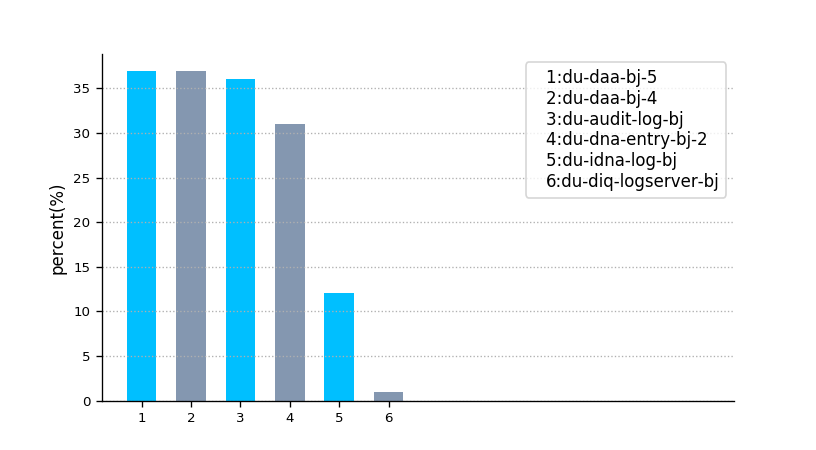 1:du-daa-bj-5
2:du-daa-bj-4
3:du-audit-log-bj
4:du-dna-entry-bj-2
5:du-idna-log-bj
6:du-diq-logserver-bj
percent(%)
35
30
25
20
15
10
5
0
1 2 3 4 5 6